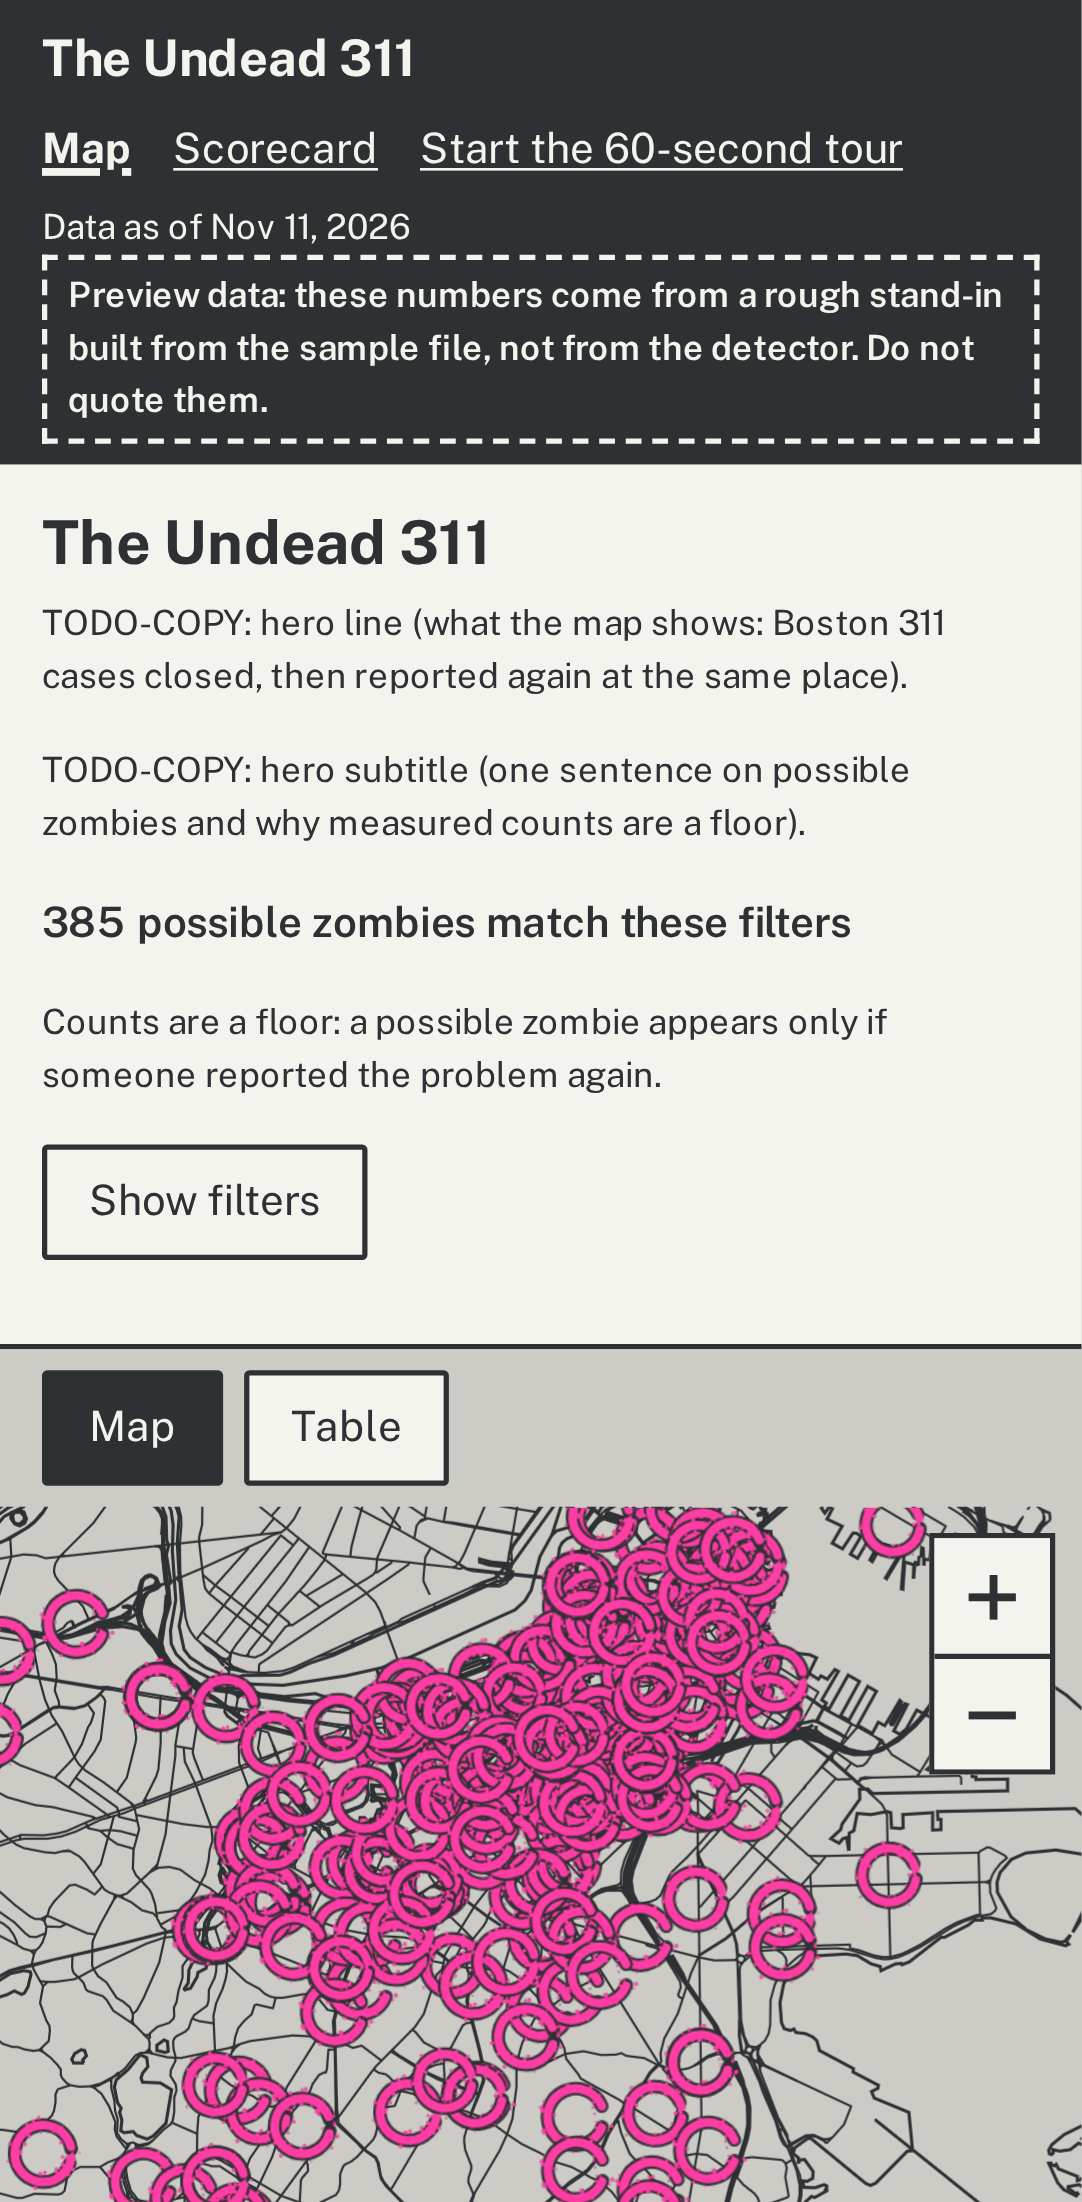 The Undead 311
Map Scorecard Start the 60-second tour
Data as of Nov 11, 2026
Preview data: these numbers come from a rough stand-in
built from the sample file, not from the detector. Do not
quote them.
The Undead 311
TODO-COPY: hero line (what the map shows: Boston 311
cases closed, then reported again at the same place).
TODO-COPY: hero subtitle (one sentence on possible
zombies and why measured counts are a floor).
385 possible zombies match these filters
Counts are a floor: a possible zombie appears only if
someone reported the problem again.
Show filters
Map Table
+
−